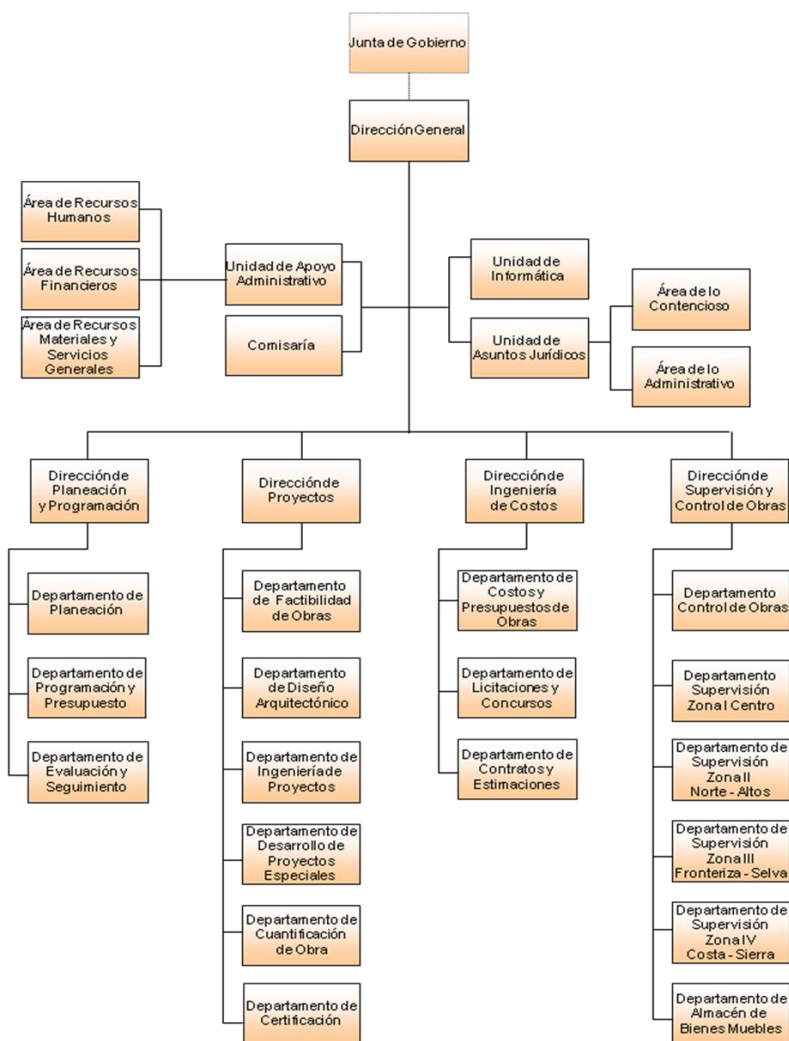 Junta de Gobierno
Dirección General
Área de Recursos
Humanos
Área de Recursos
Financieros
Área de Recursos
Materiales y
Servicios
Generales
Unidad de Apoyo
Administrativo
Comisaría
Unidad de
Informática
Unidad de
Asuntos Jurídicos
Área de lo
Contencioso
Área de lo
Administrativo
Dirección de
Planeación
y Programación
Departamento de
Planeación
Departamento de
Programación y
Presupuesto
Departamento de
Evaluación y
Seguimiento
Dirección de
Proyectos
Departamento
de Factibilidad
de Obras
Departamento
de Diseño
Arquitectónico
Departamento de
Ingeniería de
Proyectos
Departamento de
Desarrollo de
Proyectos
Especiales
Departamento de
Cuantificación
de Obra
Departamento de
Certificación
Dirección de
Ingeniería
de Costos
Departamento de
Costos y
Presupuestos de
Obras
Departamento de
Licitaciones y
Concursos
Departamento de
Contratos y
Estimaciones
Dirección de
Supervisión y
Control de Obras
Departamento
Control de Obras
Departamento
Supervisión
Zona I Centro
Departamento de
Supervisión
Zona II
Norte - Altos
Departamento de
Supervisión
Zona III
Fronteriza - Selva
Departamento de
Supervisión
Zona IV
Costa - Sierra
Departamento de
Almacén de
Bienes Muebles